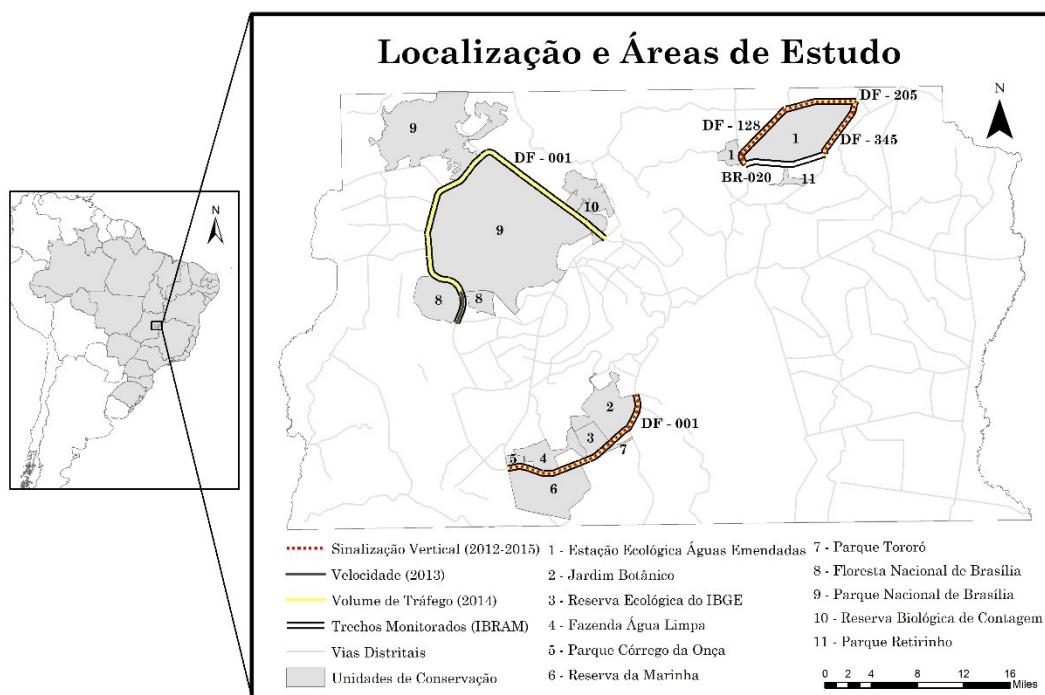 Localização e Áreas de Estudo
N
DF - 205
DF - 128
1
9
DF - 001
1
DF - 345
BR-020
11
10
N
9
8
8
2
DF - 001
3
7
5
4
6
Sinalização Vertical (2012-2015)
Velocidade (2013)
Volume de Tráfego (2014)
Trechos Monitorados (IBRAM)
Vias Distritais
Unidades de Conservação
1 - Estação Ecológica Águas Emendadas
2 - Jardim Botânico
3 - Reserva Ecológica do IBGE
4 - Fazenda Água Limpa
5 - Parque Córrego da Onça
6 - Reserva da Marinha
7 - Parque Tororó
8 - Floresta Nacional de Brasília
9 - Parque Nacional de Brasília
10 - Reserva Biológica de Contagem
11 - Parque Retirinho
0 2 4 8 12 16
Miles